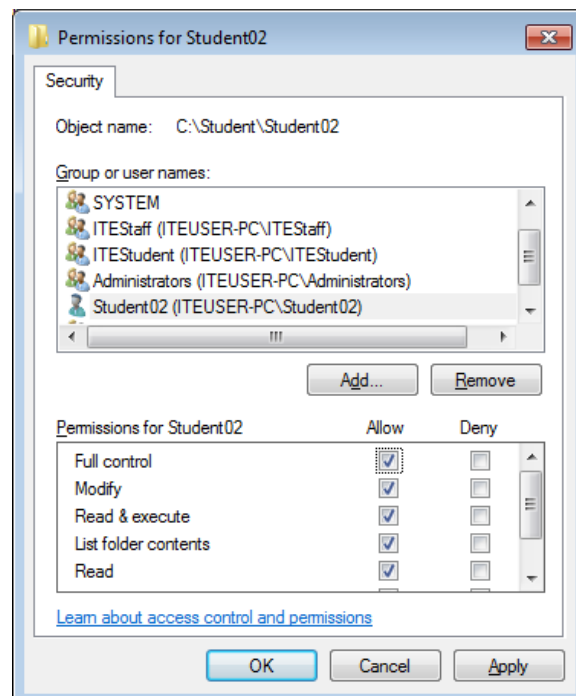 Permissions for Student02
Security
Object name: C:\Student\Student02
Group or user names:
SYSTEM
ITEStaff (ITEUSER-PC\ITEStaff)
ITEStudent (ITEUSER-PC\ITEStudent)
Administrators (ITEUSER-PC\Administrators)
Student02 (ITEUSER-PC\Student02)
Add... Remove
Permissions for Student02 Allow Deny
Full control
Modify
Read & execute
List folder contents
Read
Learn about access control and permissions
OK Cancel Apply